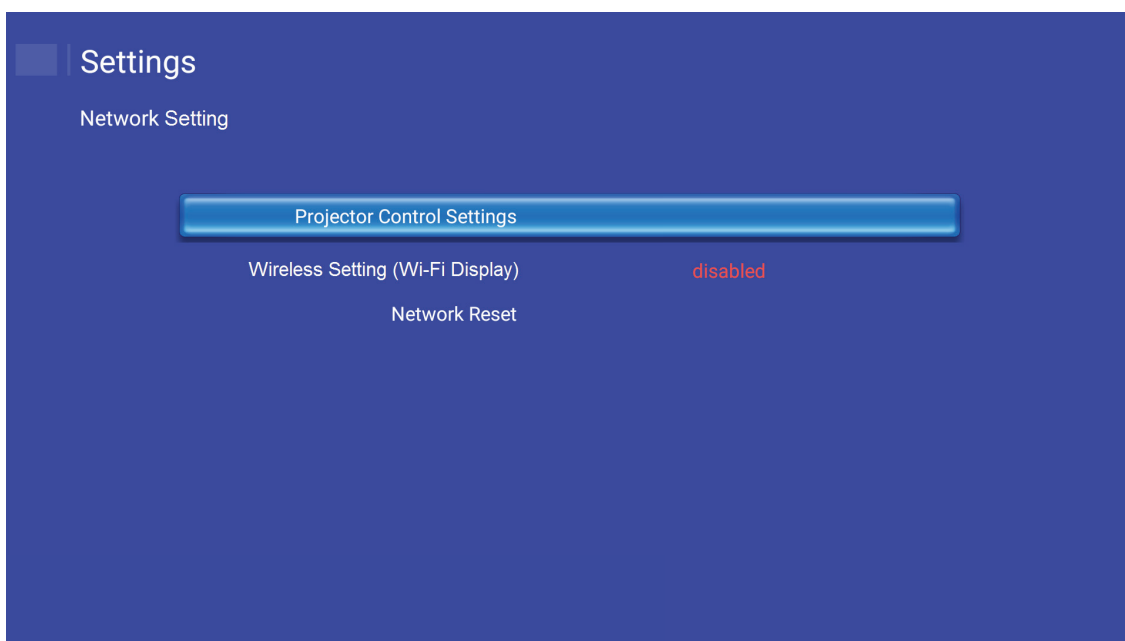 Settings
Network Setting
Projector Control Settings
Wireless Setting (Wi-Fi Display) disabled
Network Reset